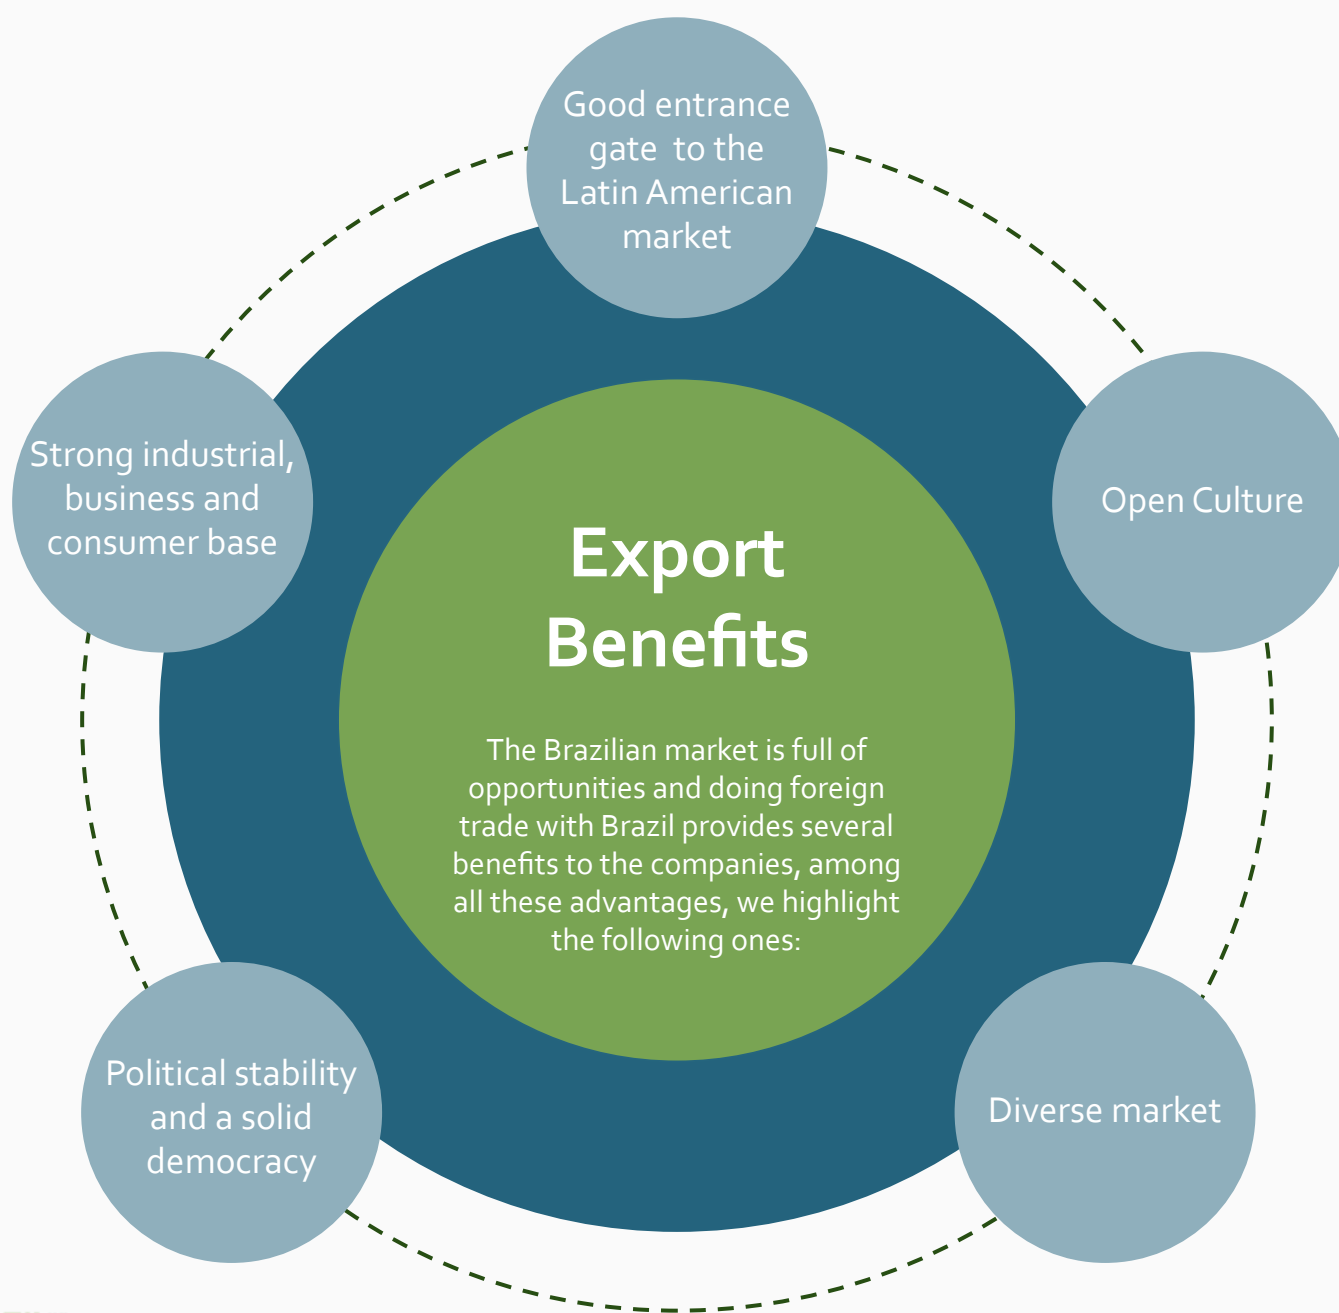 Good entrance
gate to the
Latin American
market
Strong industrial,
business and
consumer base
Open Culture
Export
Benefits
The Brazilian market is full of
opportunities and doing foreign
trade with Brazil provides several
benefits to the companies, among
all these advantages, we highlight
the following ones:
Political stability
and a solid
democracy
Diverse market